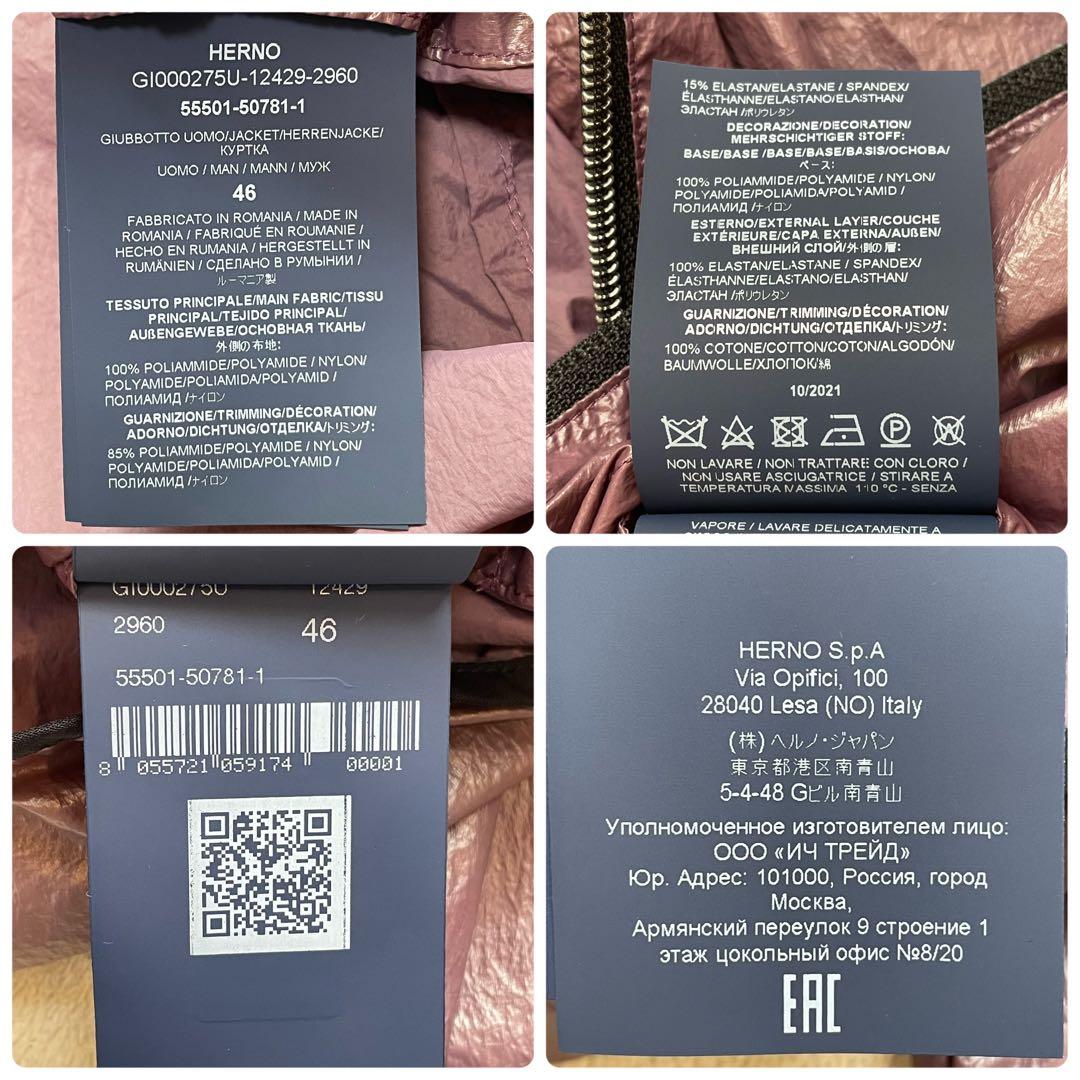 HERNO
GI000275U-12429-2960
55501-50781-1
GIUBBOTTO UOMO/JACKET/HERRENJACKE/
КУРТКА
UOMO / MAN / MANN / МУЖ
46
FABBRICATO IN ROMANIA / MADE IN
ROMANIA / FABRIQUÉ EN ROUMANIE /
HECHO EN RUMANIA / HERGESTELLT IN
RUMÄNIEN / СДЕЛАНО В РУМЫНИИ /
ルーマニア製
TESSUTO PRINCIPALE/MAIN FABRIC/TISSU
PRINCIPAL/TEJIDO PRINCIPAL/
AUßENGEWEBE/ОСНОВНАЯ ТКАНЬ/
外側の布地:
100% POLIAMMIDE/POLYAMIDE / NYLON/
POLYAMIDE/POLIAMIDA/POLYAMID /
ПОЛИАМИД /ナイロン
GUARNIZIONE/TRIMMING/DÉCORATION/
ADORNO/DICHTUNG/ОТДЕЛКА/トリミング:
85% POLIAMMIDE/POLYAMIDE / NYLON/
POLYAMIDE/POLIAMIDA/POLYAMID /
ПОЛИАМИД /ナイロン
15% ELASTAN/ELASTANE / SPANDEX/
ÉLASTHANNE/ELASTANO/ELASTHAN/
ЭЛАСТАН /ポリウレタン
DECORAZIONE/DECORATION/
MEHRSCHICHTIGER STOFF:
BASE/BASE /BASE/BASE/BASIS/ОСНОВА/
ベース:
100% POLIAMMIDE/POLYAMIDE / NYLON/
POLYAMIDE/POLIAMIDA/POLYAMID /
ПОЛИАМИД /ナイロン
ESTERNO/EXTERNAL LAYER/COUCHE
EXTÉRIEURE/CAPA EXTERNA/AUßEN/
ВНЕШНИЙ СЛОЙ/外側の層:
100% ELASTAN/ELASTANE / SPANDEX/
ÉLASTHANNE/ELASTANO/ELASTHAN/
ЭЛАСТАН /ポリウレタン
GUARNIZIONE/TRIMMING/DÉCORATION/
ADORNO/DICHTUNG/ОТДЕЛКА/トリミング:
100% COTONE/COTTON/COTON/ALGODÓN/
BAUMWOLLE/ХЛОПОК/綿
10/2021
NON LAVARE / NON TRATTARE CON CLORO /
NON USARE ASCIUGATRICE / STIRARE A
TEMPERATURA MASSIMA 110 °C - SENZA
VAPORE / LAVARE DELICATAMENTE A
GI000275U 12429
2960 46
55501-50781-1
8 055721 059174 00001
HERNO S.p.A
Via Opifici, 100
28040 Lesa (NO) Italy
(株) ヘルノ・ジャパン
東京都港区南青山
5-4-48 Gビル南青山
Уполномоченное изготовителем лицо:
ООО «ИЧ ТРЕЙД»
Юр. Адрес: 101000, Россия, город
Москва,
Армянский переулок 9 строение 1
этаж цокольный офис №8/20
EAC